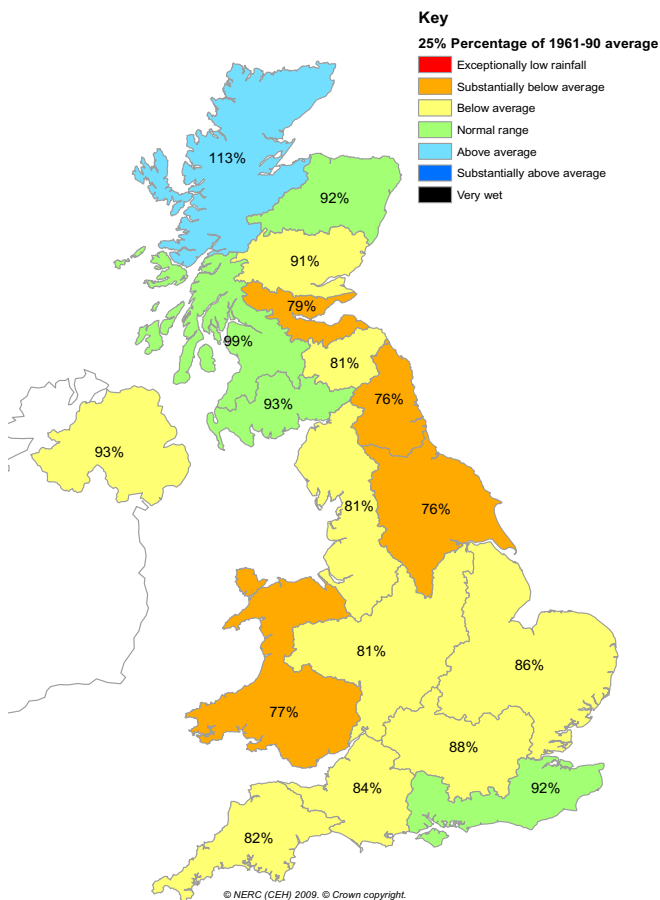 Key
25% Percentage of 1961-90 average
Exceptionally low rainfall
Substantially below average
Below average
Normal range
Above average
Substantially above average
Very wet
113%
92%
91%
79%
99%
81%
93%
76%
93%
81%
76%
81%
86%
77%
88%
84%
92%
82%
© NERC (CEH) 2009. © Crown copyright.